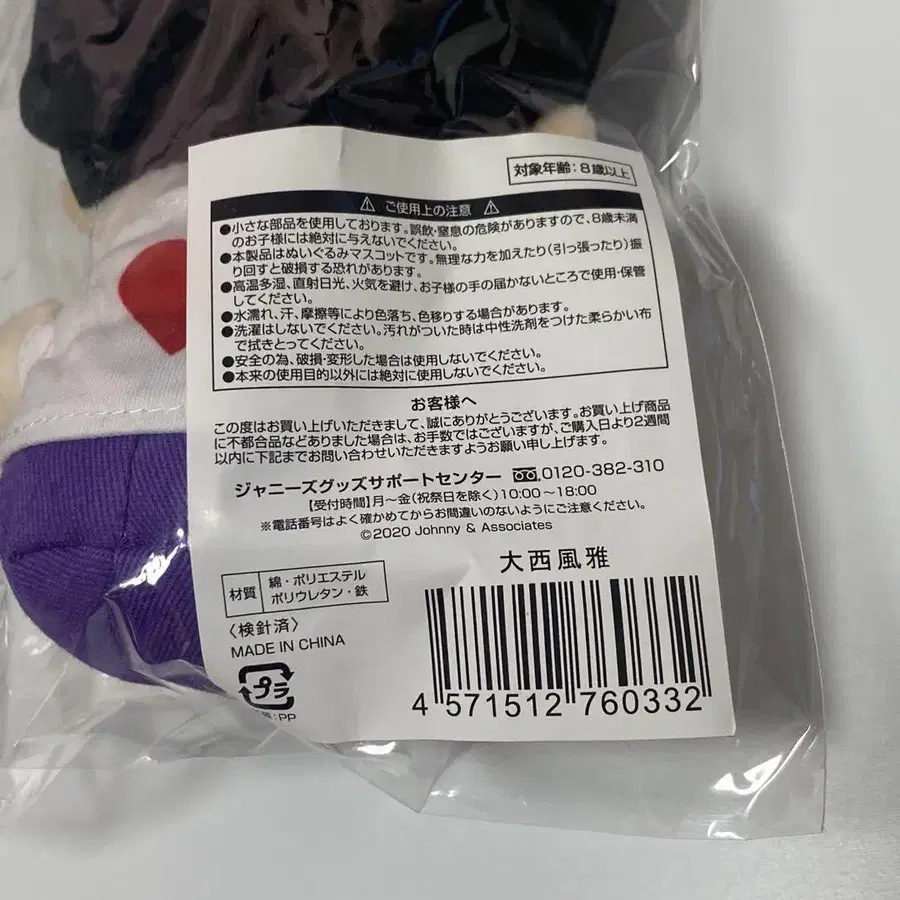 対象年齢:8歳以上
⚠ ご使用上の注意 ⚠
●小さな部品を使用しております。誤飲・窒息の危険がありますので、8歳未満
のお子様には絶対に与えないでください。
●本製品はぬいぐるみマスコットです。無理な力を加えたり(引っ張ったり)振
り回すと破損する恐れがあります。
●高温多湿、直射日光、火気を避け、お子様の手の届かないところで使用・保管
してください。
●水濡れ、汗、摩擦等により色落ち、色移りする場合があります。
●洗濯はしないでください。汚れがついた時は中性洗剤をつけた柔らかい布
で拭きとってください。
●安全の為、破損・変形した場合は使用しないでください。
●本来の使用目的以外には絶対に使用しないでください。
お客様へ
この度はお買い上げいただきまして、誠にありがとうございます。お買い上げ商品
に不都合品などありました場合は、お手数ではございますが、ご購入日より2週間
以内に下記までお問い合わせいただきますようお願い申し上げます。
ジャニーズグッズサポートセンター 0120-382-310
【受付時間】月～金(祝祭日を除く)10:00～18:00
※電話番号はよく確かめてからお間違いのないようにご注意ください。
©2020 Johnny & Associates
大西風雅
材質 綿・ポリエステル
ポリウレタン・鉄
〈検針済〉
MADE IN CHINA
プラ
:PP
4 571512 760332